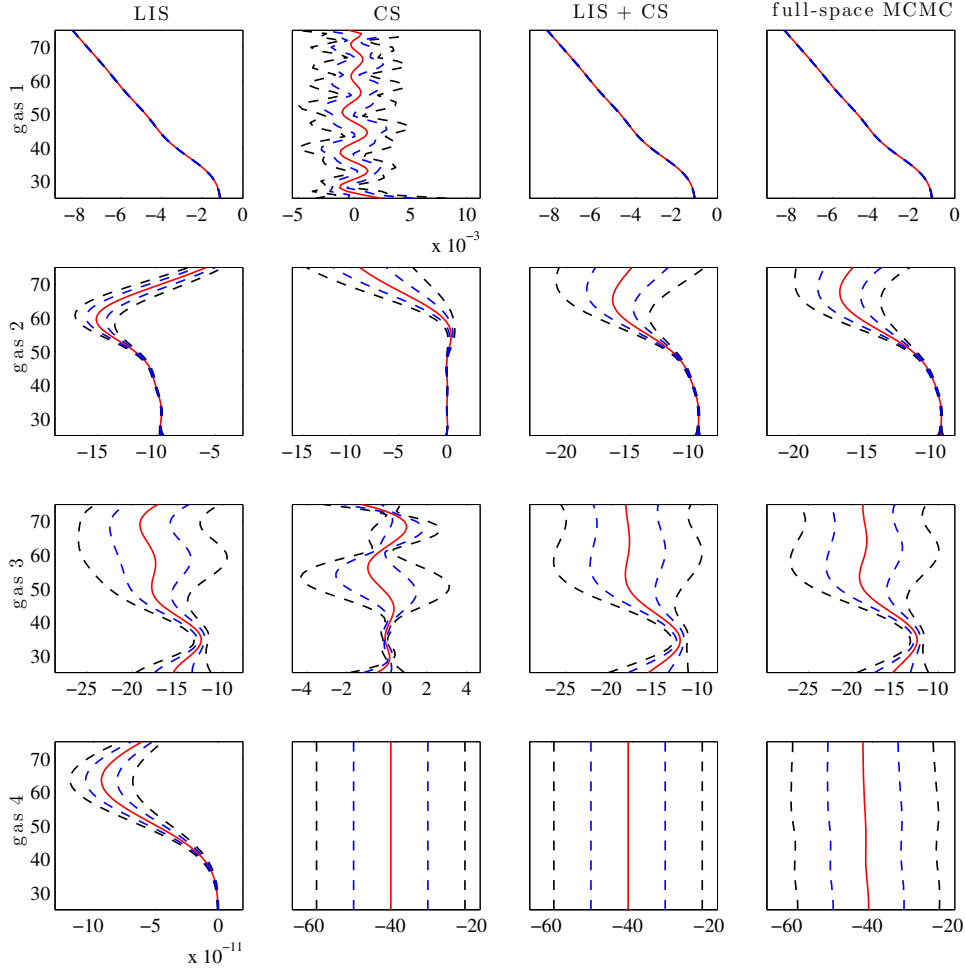 LIS CS LIS + CS full-space MCMC
gas 1
70
60
50
40
30
−8 −6 −4 −2 0
−5 0 5 10
x 10−3
−8 −6 −4 −2 0
−8 −6 −4 −2 0
gas 2
70
60
50
40
30
−15 −10 −5
−15 −10 −5 0
−20 −15 −10
−20 −15 −10
gas 3
70
60
50
40
30
−25 −20 −15 −10
−4 −2 0 2 4
−25 −20 −15 −10
−25 −20 −15 −10
gas 4
70
60
50
40
30
−10 −5 0
x 10−11
−60 −40 −20
−60 −40 −20
−60 −40 −20